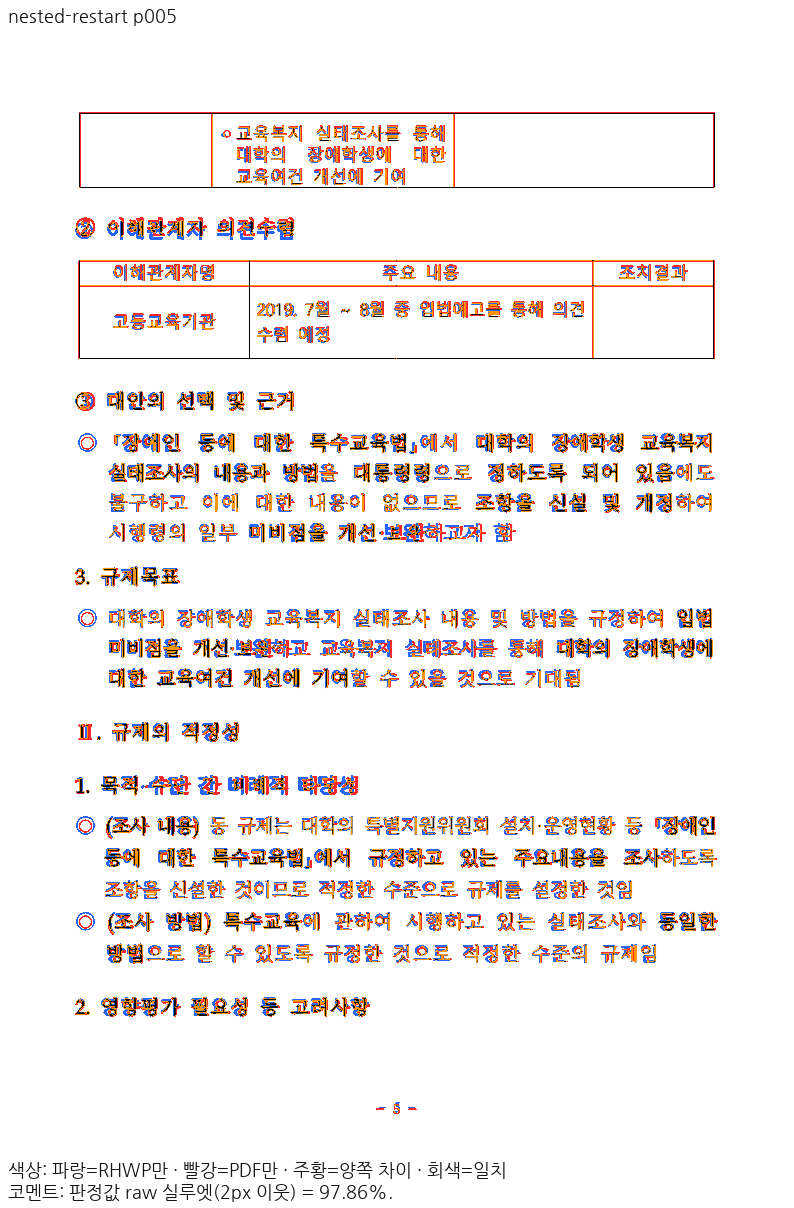 nested-restart p005
○교육복지 실태조사를 통해
대학의 장애학생에 대한
교육여건 개선에 기여
② 이해관계자 의견수렴
이해관계자명 주요 내용 조치결과
고등교육기관
2019. 7월 ~ 8월 중 입법예고를 통해 의견
수렴 예정
③ 대안의 선택 및 근거
◎ 「장애인 등에 대한 특수교육법」에서 대학의 장애학생 교육복지
실태조사의 내용과 방법을 대통령령으로 정하도록 되어 있음에도
불구하고 이에 대한 내용이 없으므로 조항을 신설 및 개정하여
시행령의 일부 미비점을 개선·보완하고자 함
3. 규제목표
◎ 대학의 장애학생 교육복지 실태조사 내용 및 방법을 규정하여 입법
미비점을 개선·보완하고 교육복지 실태조사를 통해 대학의 장애학생에
대한 교육여건 개선에 기여할 수 있을 것으로 기대됨
Ⅱ. 규제의 적정성
1. 목적·수단 간 비례적 타당성
◎ (조사 내용) 동 규제는 대학의 특별지원위원회 설치·운영현황 등 「장애인
등에 대한 특수교육법」에서 규정하고 있는 주요내용을 조사하도록
조항을 신설한 것이므로 적정한 수준으로 규제를 설정한 것임
◎ (조사 방법) 특수교육에 관하여 시행하고 있는 실태조사와 동일한
방법으로 할 수 있도록 규정한 것으로 적정한 수준의 규제임
2. 영향평가 필요성 등 고려사항
- 5 -
색상: 파랑=RHWP만 · 빨강=PDF만 · 주황=양쪽 차이 · 회색=일치
코멘트: 판정값 raw 실루엣(2px 이웃) = 97.86%.